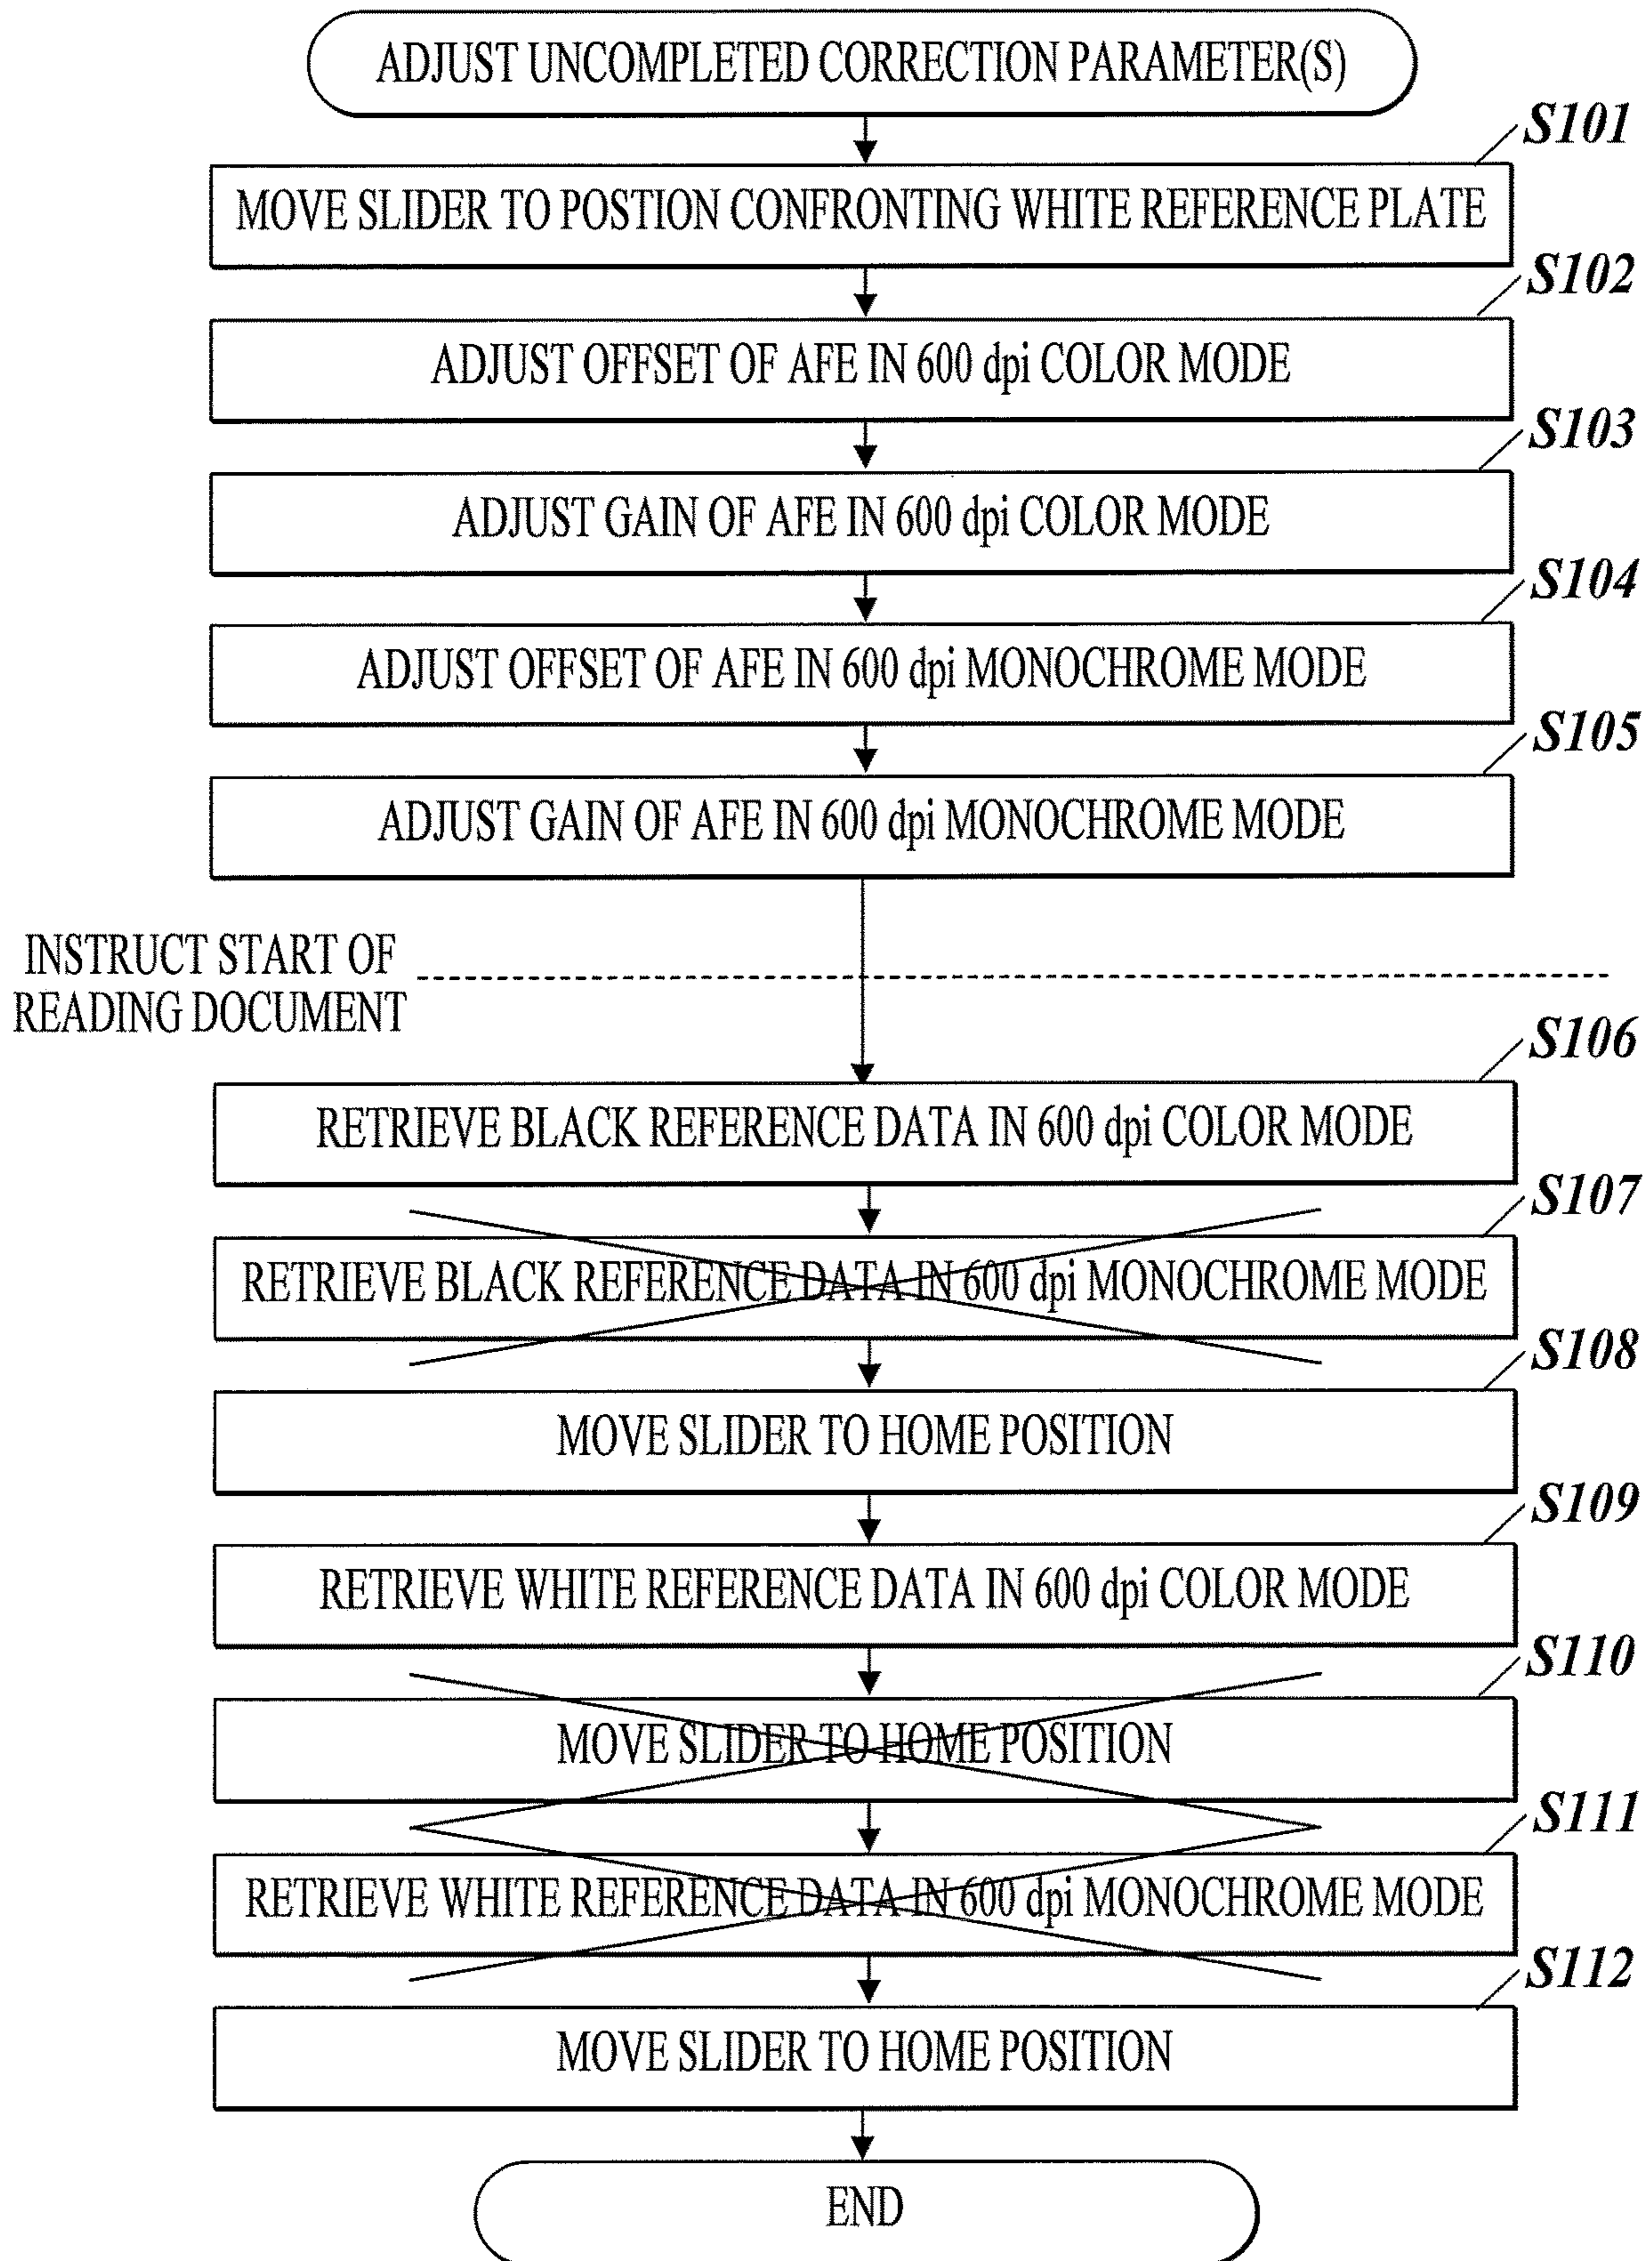 ADJUST UNCOMPLETED CORRECTION PARAMETER(S)
S101
MOVE SLIDER TO POSTION CONFRONTING WHITE REFERENCE PLATE
S102
ADJUST OFFSET OF AFE IN 600 dpi COLOR MODE
S103
ADJUST GAIN OF AFE IN 600 dpi COLOR MODE
S104
ADJUST OFFSET OF AFE IN 600 dpi MONOCHROME MODE
S105
ADJUST GAIN OF AFE IN 600 dpi MONOCHROME MODE
INSTRUCT START OF
READING DOCUMENT
S106
RETRIEVE BLACK REFERENCE DATA IN 600 dpi COLOR MODE
S107
RETRIEVE BLACK REFERENCE DATA IN 600 dpi MONOCHROME MODE
S108
MOVE SLIDER TO HOME POSITION
S109
RETRIEVE WHITE REFERENCE DATA IN 600 dpi COLOR MODE
S110
MOVE SLIDER TO HOME POSITION
S111
RETRIEVE WHITE REFERENCE DATA IN 600 dpi MONOCHROME MODE
S112
MOVE SLIDER TO HOME POSITION
END